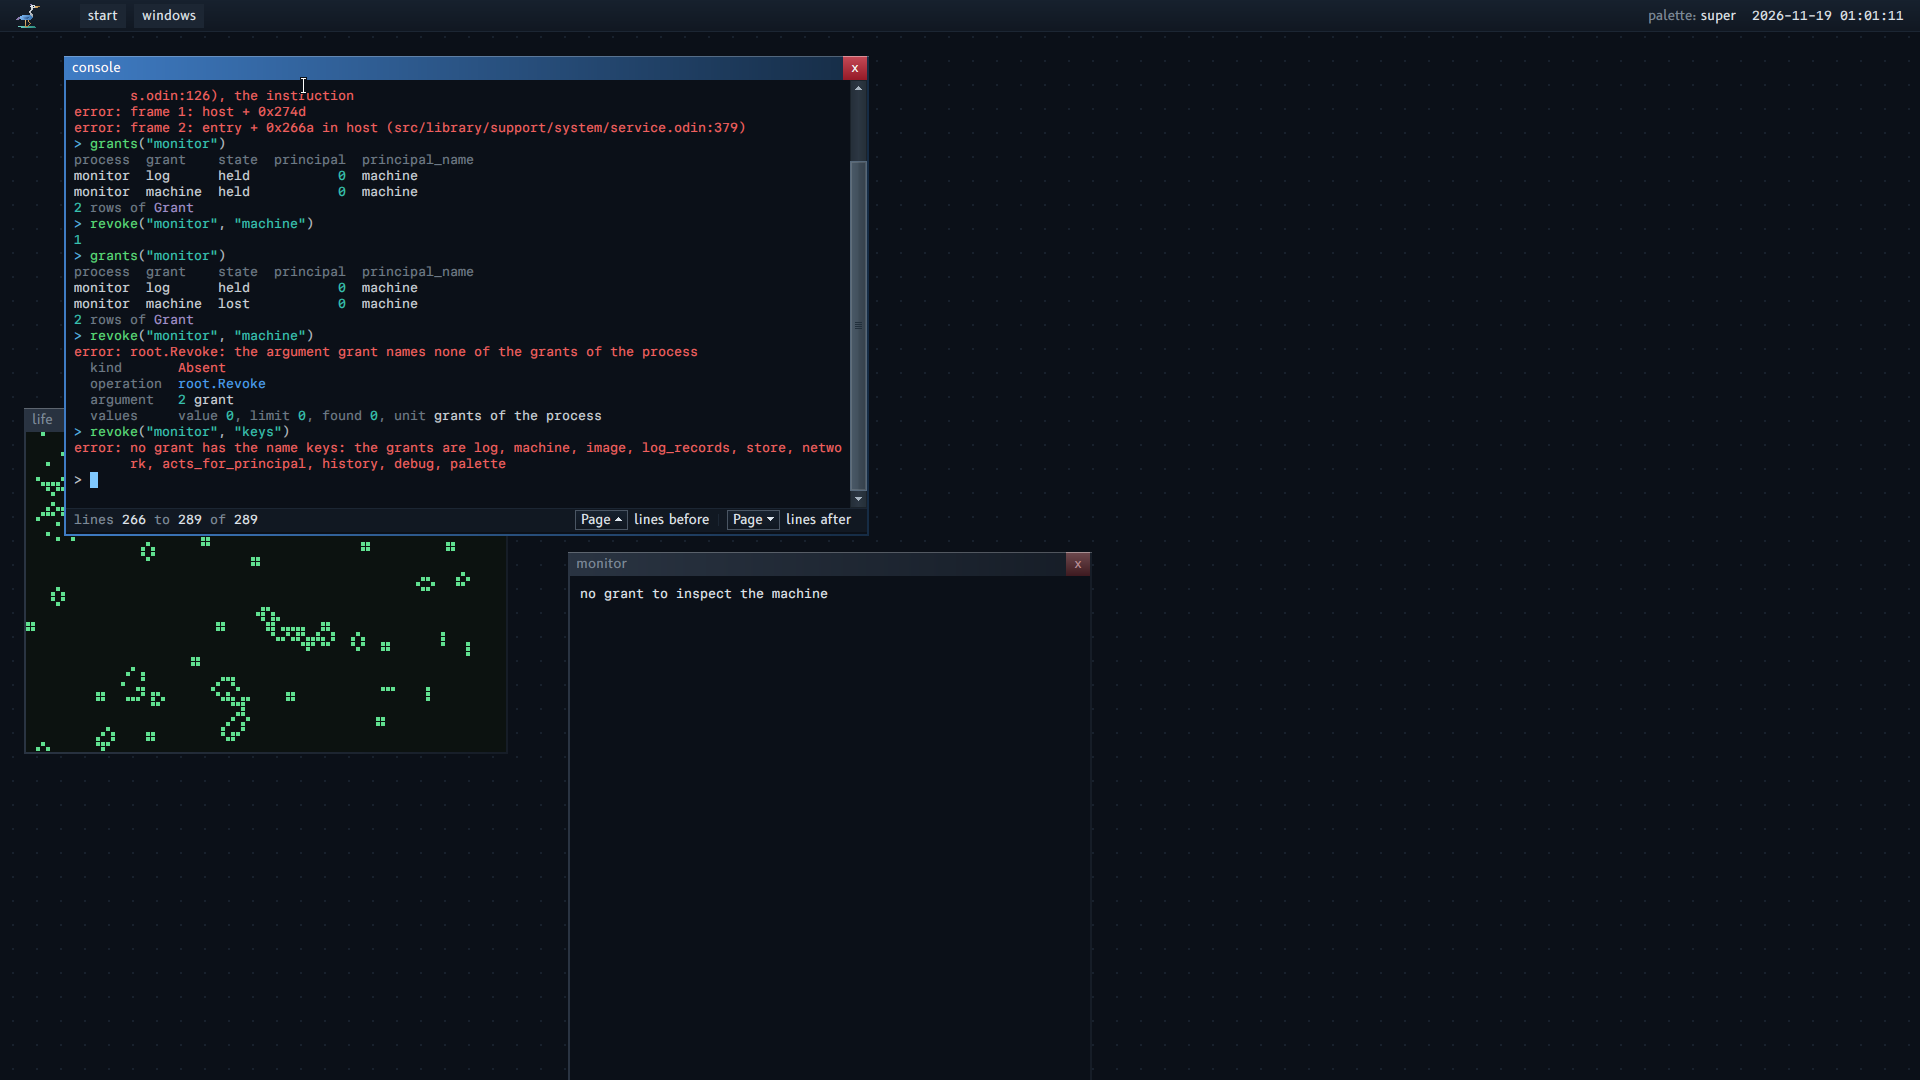 start windows palette: super 2026-11-19 01:01:11
console x
s.odin:126), the instruction
error: frame 1: host + 0x274d
error: frame 2: entry + 0x266a in host (src/library/support/system/service.odin:379)
> grants("monitor")
process grant state principal principal_name
monitor log held 0 machine
monitor machine held 0 machine
2 rows of Grant
> revoke("monitor", "machine")
1
> grants("monitor")
process grant state principal principal_name
monitor log held 0 machine
monitor machine lost 0 machine
2 rows of Grant
> revoke("monitor", "machine")
error: root.Revoke: the argument grant names none of the grants of the process
kind Absent
operation root.Revoke
argument 2 grant
values value 0, limit 0, found 0, unit grants of the process
> revoke("monitor", "keys")
error: no grant has the name keys: the grants are log, machine, image, log_records, store, netwo
rk, acts_for_principal, history, debug, palette
>
lines 266 to 289 of 289 Page lines before Page lines after
life
monitor x
no grant to inspect the machine